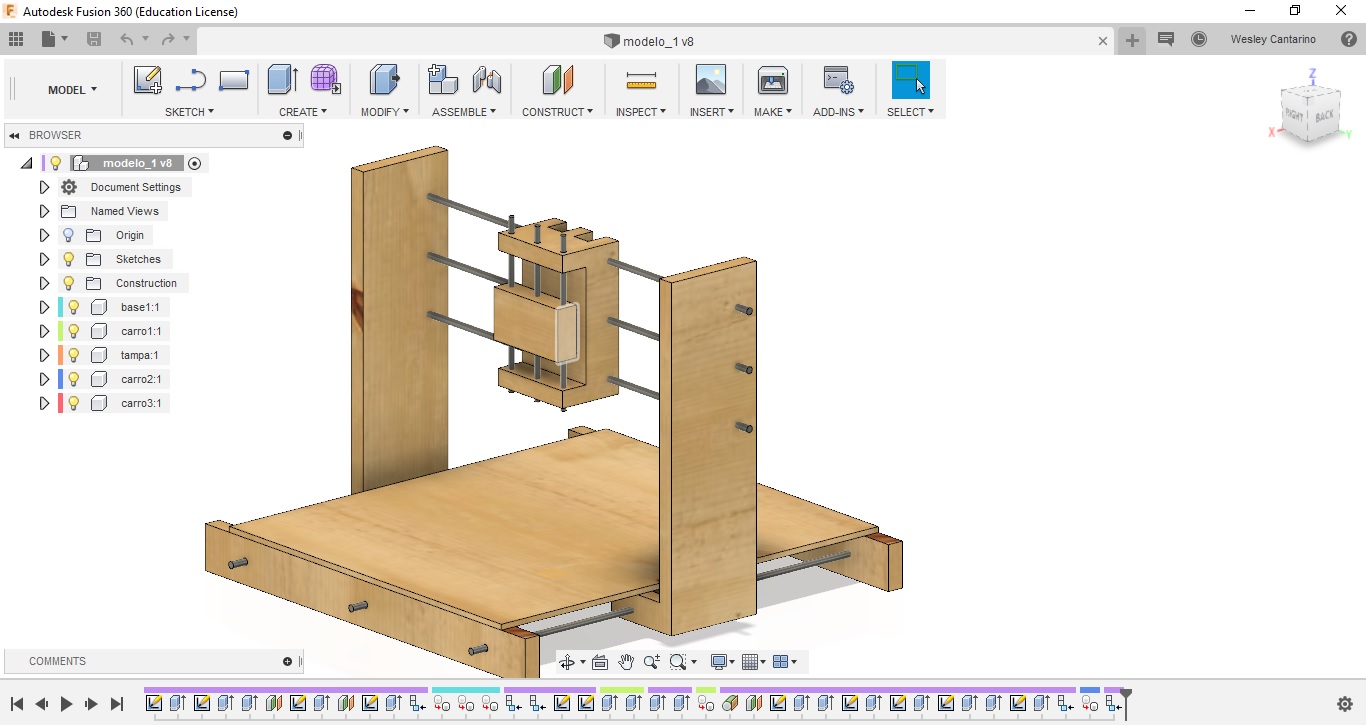 Autodesk Fusion 360 (Education License)
modelo_1 v8
Wesley Cantarino
MODEL
SKETCH
CREATE
MODIFY
ASSEMBLE
CONSTRUCT
INSPECT
INSERT
MAKE
ADD-INS
SELECT
Z
RIGHT
BACK
X
Y
BROWSER
modelo_1 v8
Document Settings
Named Views
Origin
Sketches
Construction
base1:1
carro1:1
tampa:1
carro2:1
carro3:1
COMMENTS